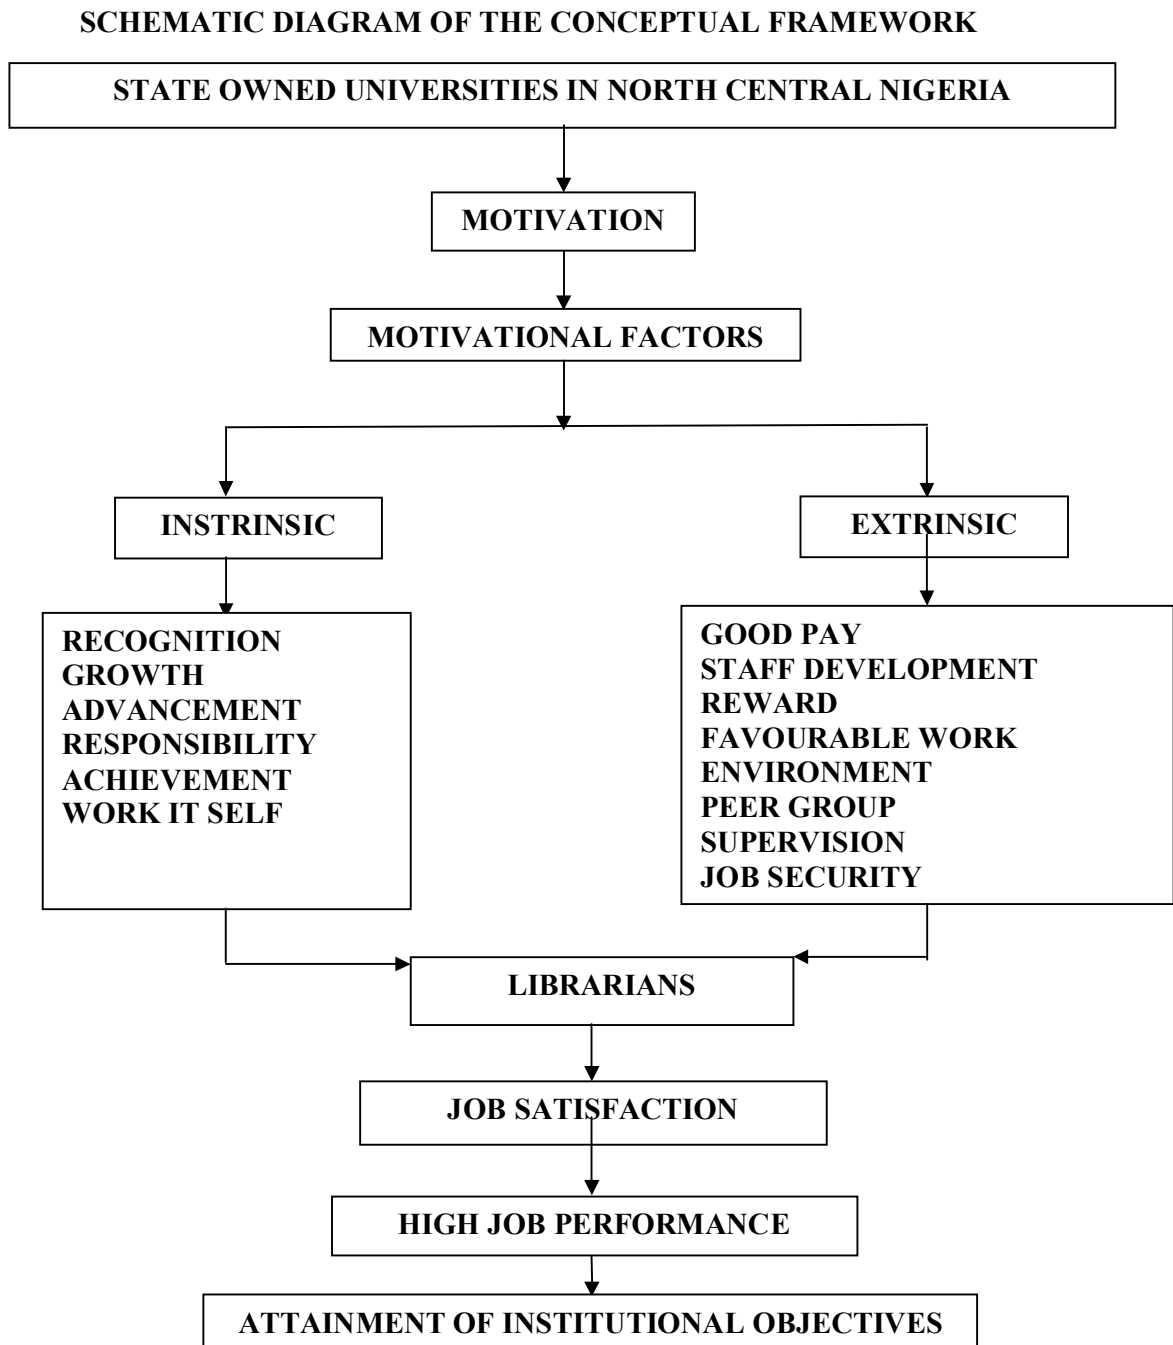 SCHEMATIC DIAGRAM OF THE CONCEPTUAL FRAMEWORK
STATE OWNED UNIVERSITIES IN NORTH CENTRAL NIGERIA
MOTIVATION
MOTIVATIONAL FACTORS
INSTRINSIC
EXTRINSIC
RECOGNITION
GROWTH
ADVANCEMENT
RESPONSIBILITY
ACHIEVEMENT
WORK IT SELF
GOOD PAY
STAFF DEVELOPMENT
REWARD
FAVOURABLE WORK
ENVIRONMENT
PEER GROUP
SUPERVISION
JOB SECURITY
LIBRARIANS
JOB SATISFACTION
HIGH JOB PERFORMANCE
ATTAINMENT OF INSTITUTIONAL OBJECTIVES